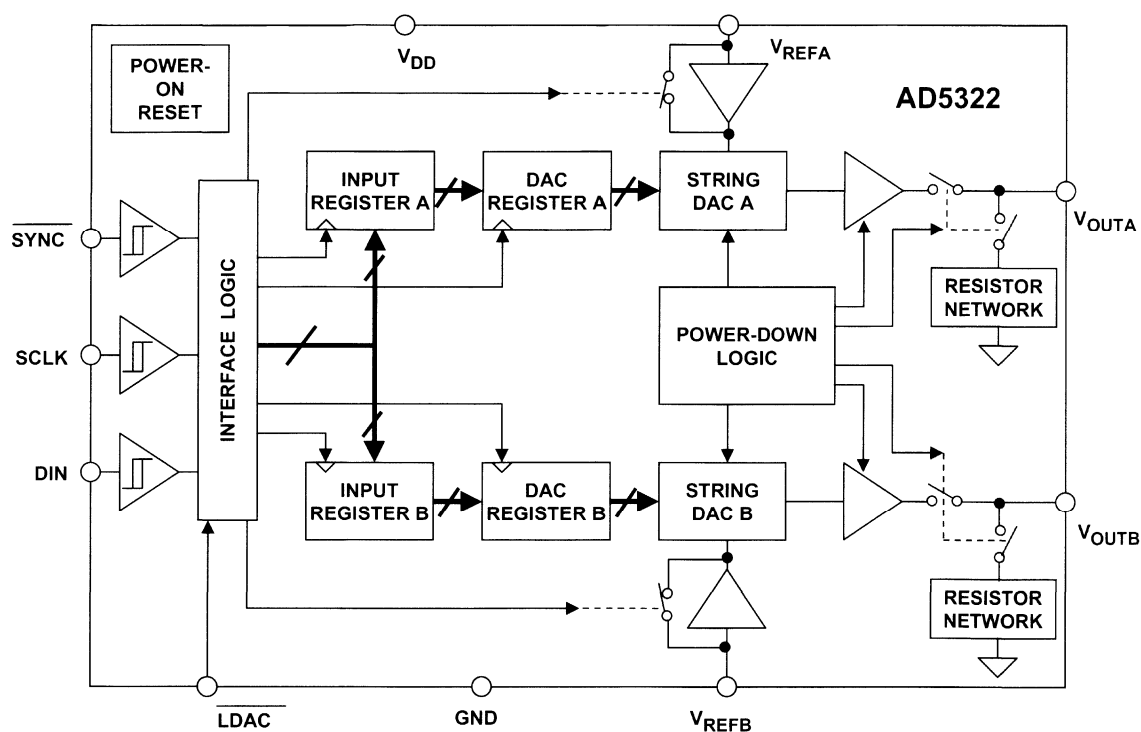 POWER-
ON
RESET
VDD
VREFA
AD5322
INPUT
REGISTER A
DAC
REGISTER A
STRING
DAC A
SYNC
VOUTA
INTERFACE LOGIC
RESISTOR
NETWORK
POWER-DOWN
LOGIC
SCLK
DIN
INPUT
REGISTER B
DAC
REGISTER B
STRING
DAC B
VOUTB
RESISTOR
NETWORK
LDAC
GND
VREFB